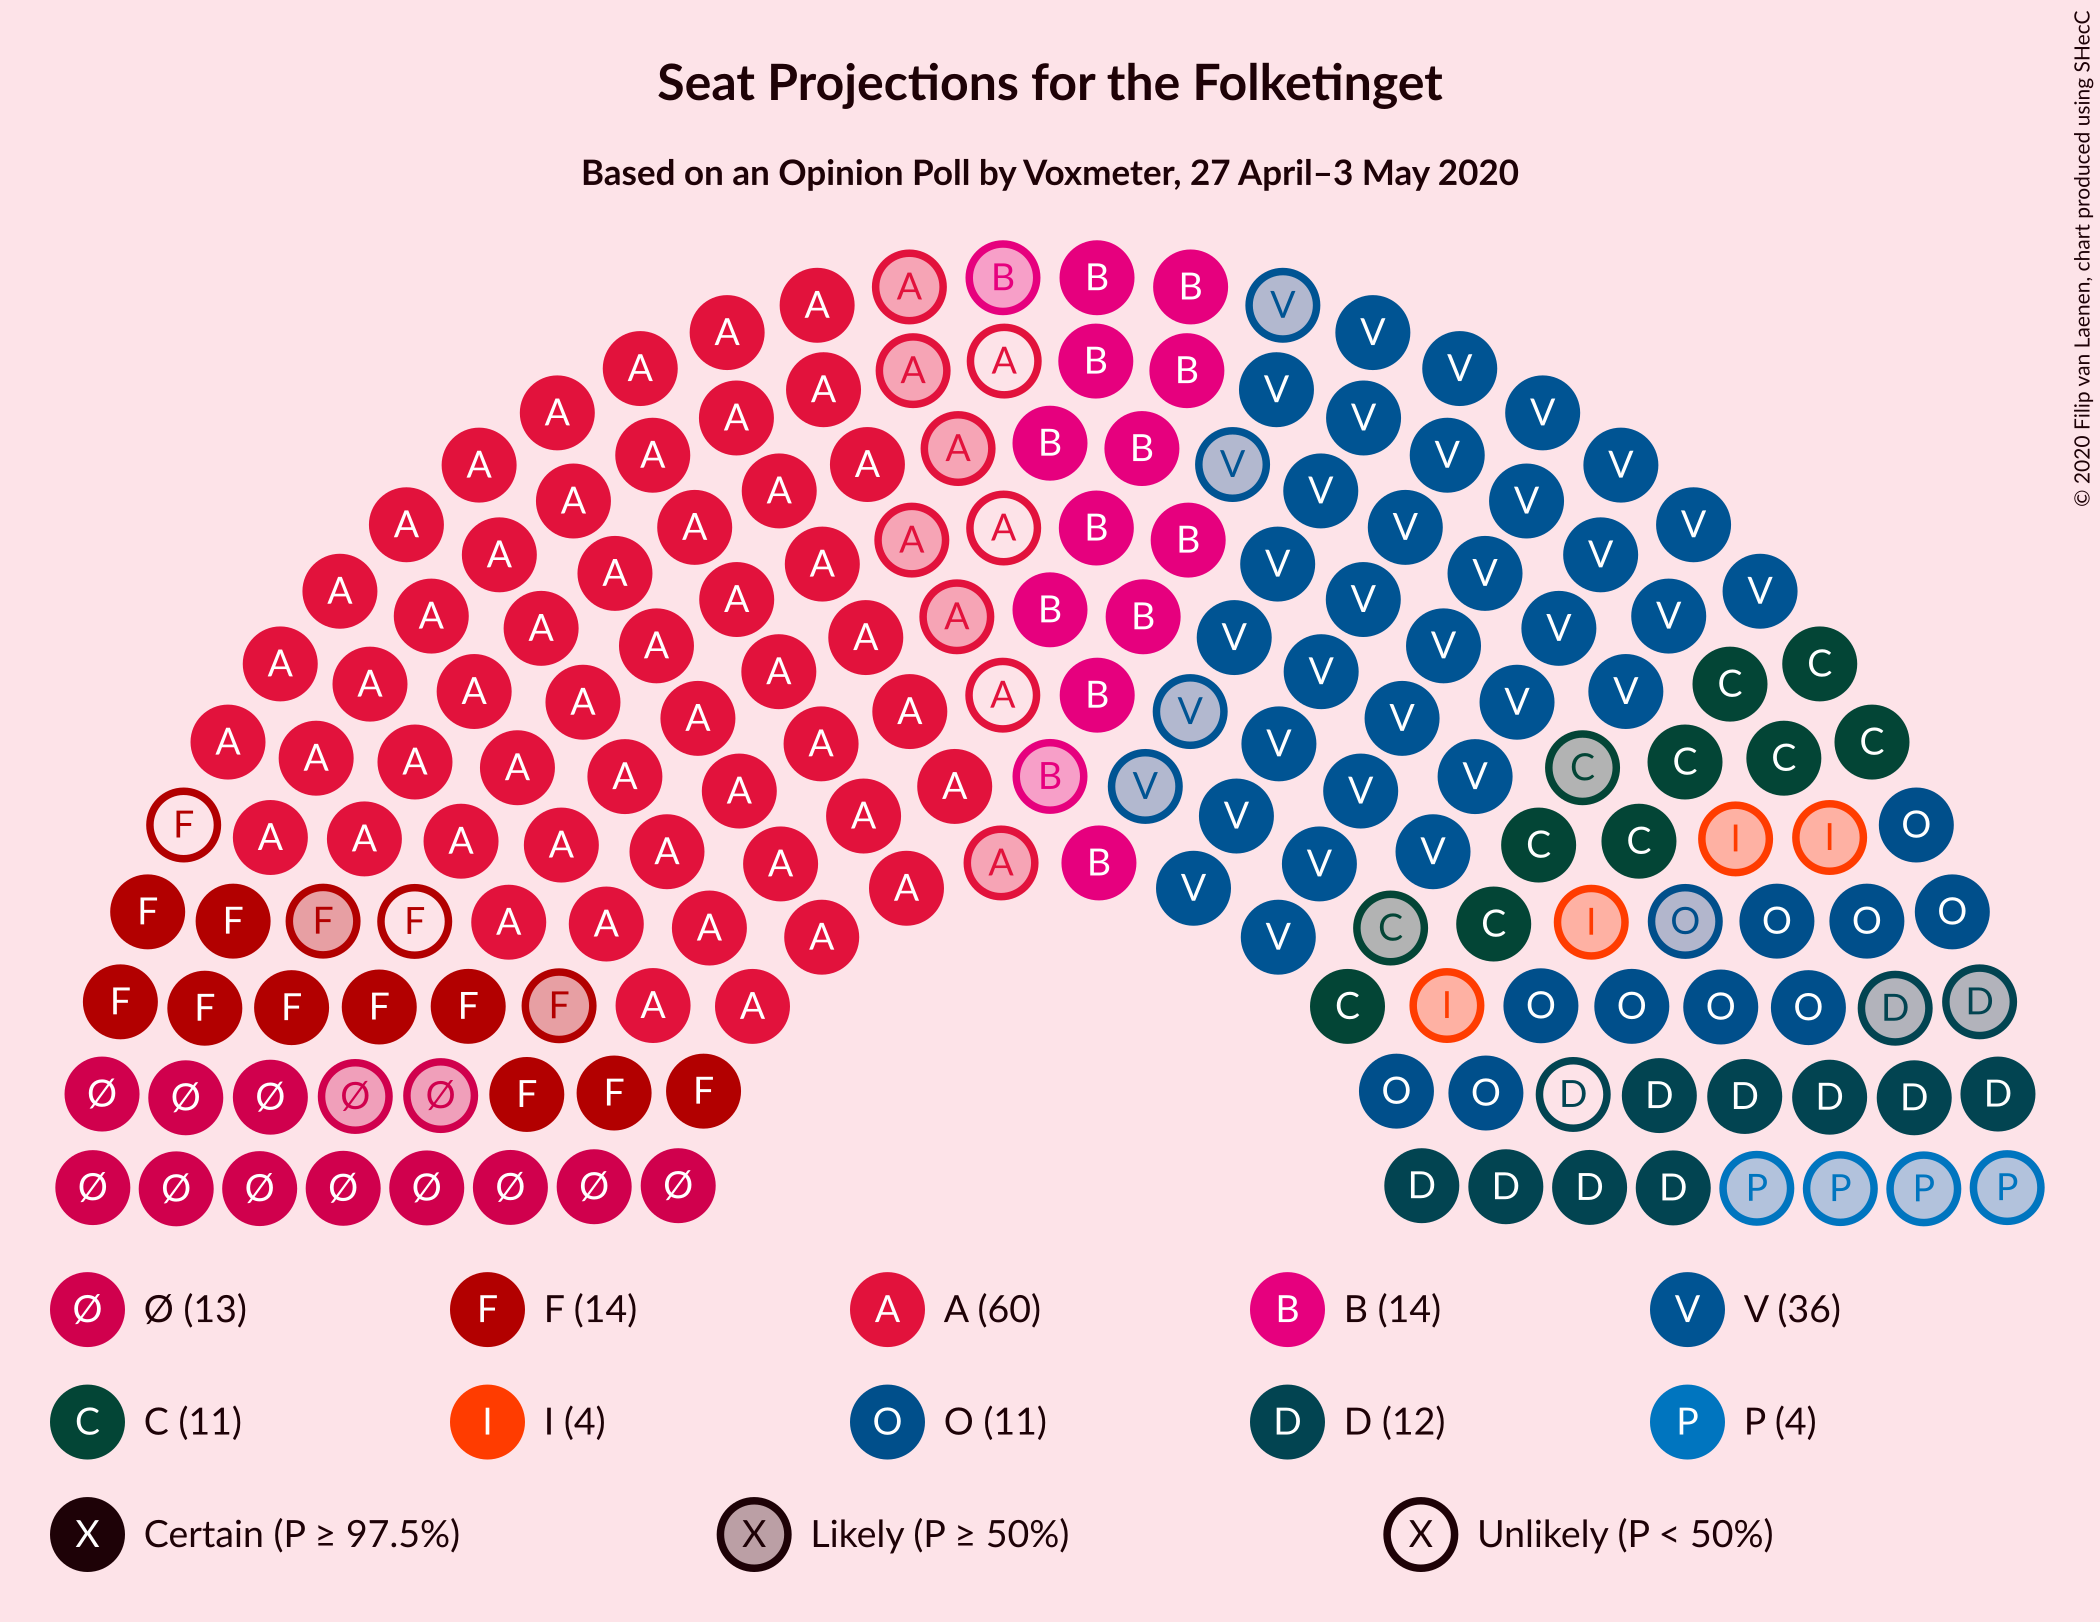 Seat Projections for the Folketinget
Based on an Opinion Poll by Voxmeter, 27 April–3 May 2020
© 2020 Filip van Laenen, chart produced using SHecC
A A B B B V V
A A A A B B V V V
A A A A B B V V V V
A A A A A B B V V V V
A A A A A B B V V V V V
A A A A A A B V V V V V V
F A A A A A B V V V V C C
F F F F A A A A A B V V C C I O O O O
F F F F F F A A C I O O O O D D
Ø Ø Ø Ø Ø F F F O O D D D D D D
Ø Ø Ø Ø Ø Ø Ø Ø D D D D P P P P
Ø Ø (13) F F (14) A A (60) B B (14) V V (36)
C C (11) I I (4) O O (11) D D (12) P P (4)
X Certain (P ≥ 97.5%) X Likely (P ≥ 50%) X Unlikely (P < 50%)